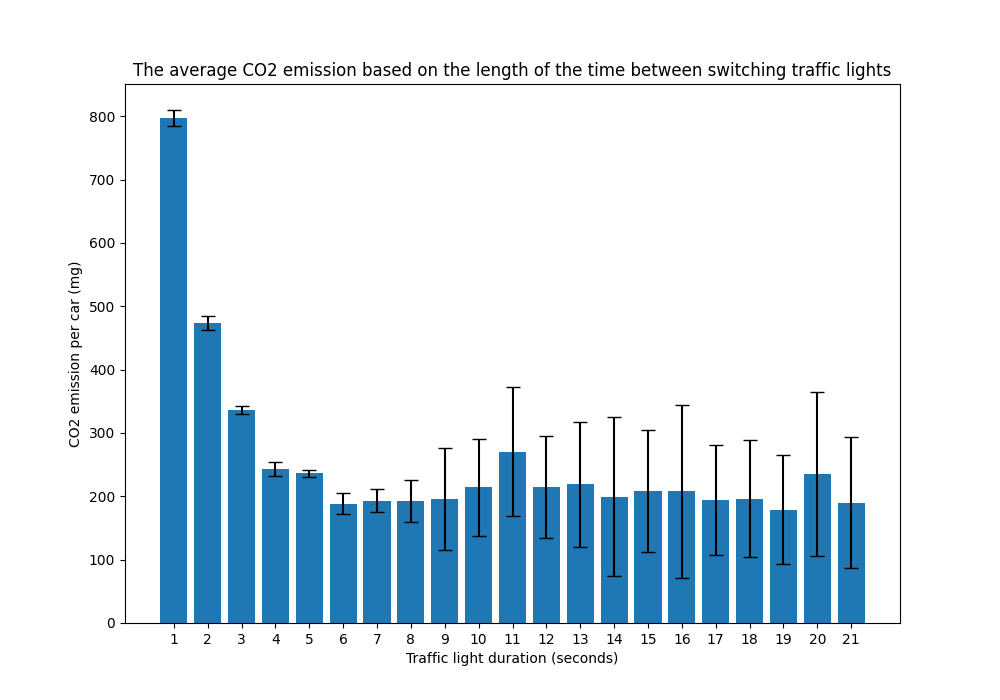 The average CO2 emission based on the length of the time between switching traffic lights
800
700
600
500
400
300
200
100
0
CO2 emission per car (mg)
1 2 3 4 5 6 7 8 9 10 11 12 13 14 15 16 17 18 19 20 21
Traffic light duration (seconds)